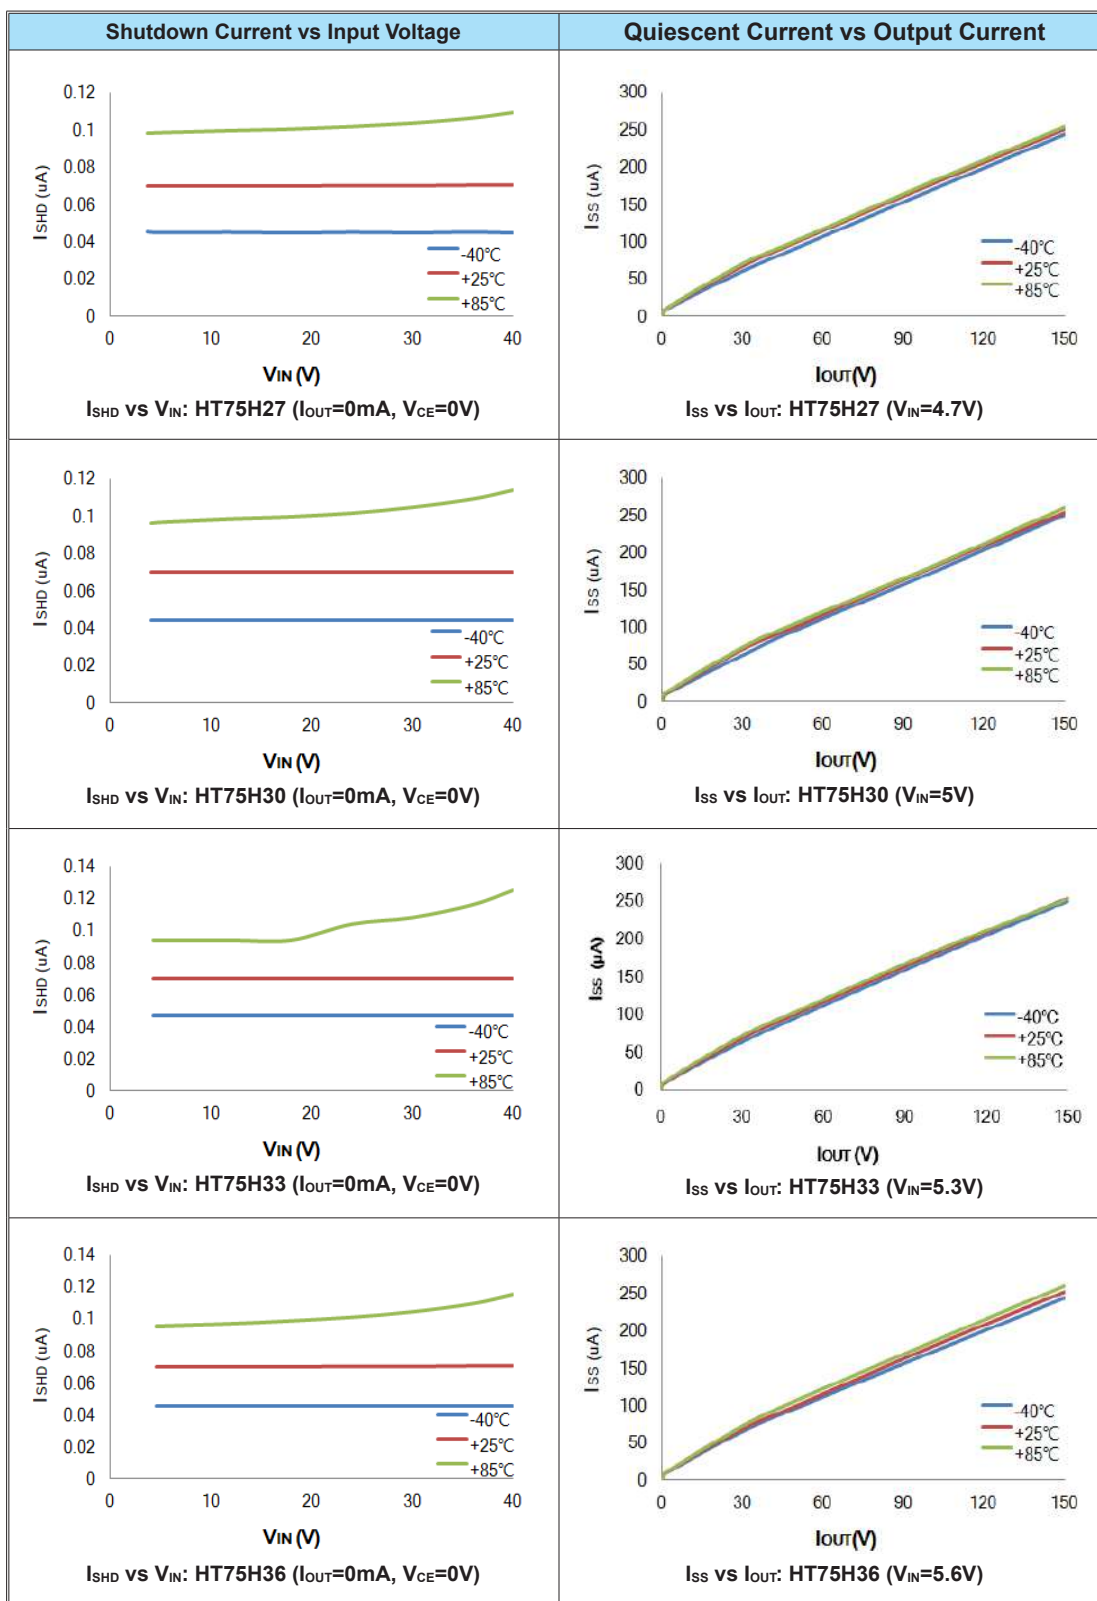 Shutdown Current vs Input Voltage
Quiescent Current vs Output Current
0.12
0.1
0.08
0.06
0.04
0.02
0
ISHD (uA)
-40℃
+25℃
+85℃
0 10 20 30 40
VIN (V)
ISHD vs VIN: HT75H27 (IOUT=0mA, VCE=0V)
300
250
200
150
100
50
0
ISS (uA)
-40℃
+25℃
+85℃
0 30 60 90 120 150
IOUT(V)
ISS vs IOUT: HT75H27 (VIN=4.7V)
0.12
0.1
0.08
0.06
0.04
0.02
0
ISHD (uA)
-40℃
+25℃
+85℃
0 10 20 30 40
VIN (V)
ISHD vs VIN: HT75H30 (IOUT=0mA, VCE=0V)
300
250
200
150
100
50
0
ISS (uA)
-40℃
+25℃
+85℃
0 30 60 90 120 150
IOUT(V)
ISS vs IOUT: HT75H30 (VIN=5V)
0.14
0.12
0.1
0.08
0.06
0.04
0.02
0
ISHD (uA)
-40℃
+25℃
+85℃
0 10 20 30 40
VIN (V)
ISHD vs VIN: HT75H33 (IOUT=0mA, VCE=0V)
300
250
200
150
100
50
0
ISS (μA)
-40℃
+25℃
+85℃
0 30 60 90 120 150
IOUT (V)
ISS vs IOUT: HT75H33 (VIN=5.3V)
0.14
0.12
0.1
0.08
0.06
0.04
0.02
0
ISHD (uA)
-40℃
+25℃
+85℃
0 10 20 30 40
VIN (V)
ISHD vs VIN: HT75H36 (IOUT=0mA, VCE=0V)
300
250
200
150
100
50
0
ISS (uA)
-40℃
+25℃
+85℃
0 30 60 90 120 150
IOUT(V)
ISS vs IOUT: HT75H36 (VIN=5.6V)